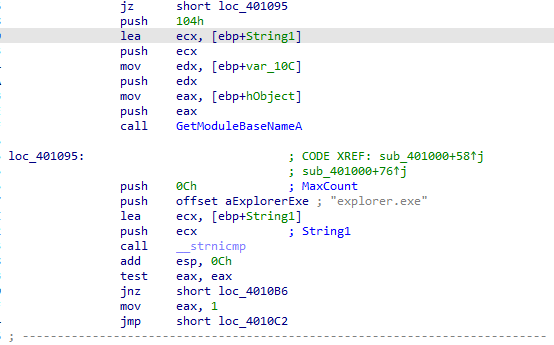 jz      short loc_401095
push    104h
lea     ecx, [ebp+String1]
push    ecx
mov     edx, [ebp+var_10C]
push    edx
mov     eax, [ebp+hObject]
push    eax
call    GetModuleBaseNameA
loc_401095:                             ; CODE XREF: sub_401000+58↑j
; sub_401000+76↑j
push    0Ch             ; MaxCount
push    offset aExplorerExe ; "explorer.exe"
lea     ecx, [ebp+String1]
push    ecx             ; String1
call    __strnicmp
add     esp, 0Ch
test    eax, eax
jnz     short loc_4010B6
mov     eax, 1
jmp     short loc_4010C2
; ---------------------------------------------------------------------------